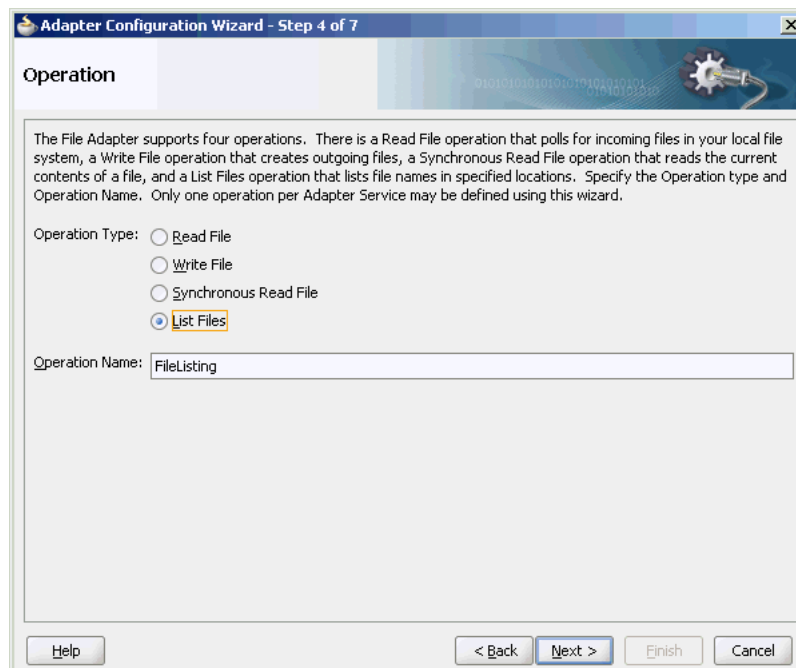 Adapter Configuration Wizard - Step 4 of 7
Operation
010101010101010101010101
01010101010
The File Adapter supports four operations. There is a Read File operation that polls for incoming files in your local file
system, a Write File operation that creates outgoing files, a Synchronous Read File operation that reads the current
contents of a file, and a List Files operation that lists file names in specified locations. Specify the Operation type and
Operation Name. Only one operation per Adapter Service may be defined using this wizard.
Operation Type: Read File
Write File
Synchronous Read File
List Files
Operation Name: FileListing
Help < Back Next > Finish Cancel